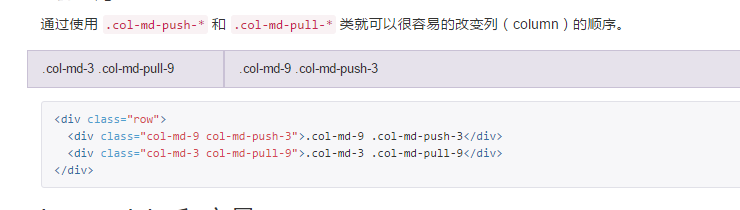 通过使用 .col-md-push-* 和 .col-md-pull-* 类就可以很容易的改变列（column）的顺序。
.col-md-3 .col-md-pull-9 .col-md-9 .col-md-push-3
<div class="row">
  <div class="col-md-9 col-md-push-3">.col-md-9 .col-md-push-3</div>
  <div class="col-md-3 col-md-pull-9">.col-md-3 .col-md-pull-9</div>
</div>